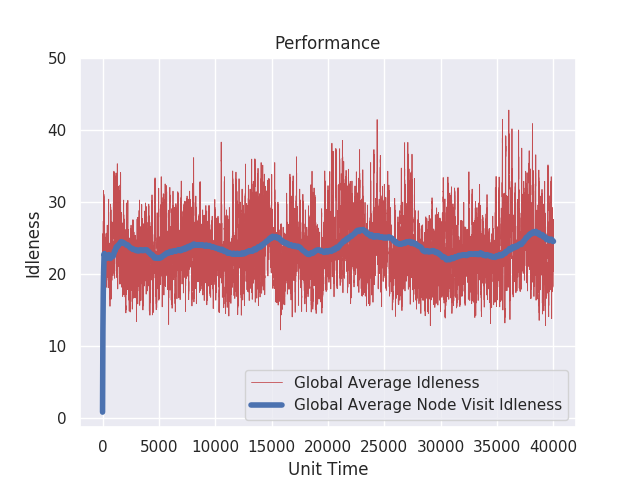 Performance
50
40
30
20
10
0
Idleness
Global Average Idleness
Global Average Node Visit Idleness
0 5000 10000 15000 20000 25000 30000 35000 40000
Unit Time